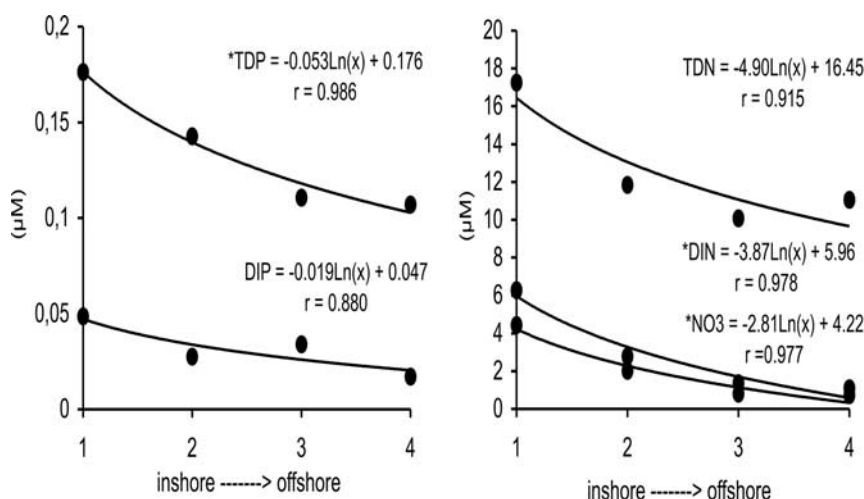 0,2
0,15
0,1
0,05
0
(µM)
*TDP = -0.053Ln(x) + 0.176
r = 0.986
DIP = -0.019Ln(x) + 0.047
r = 0.880
1 2 3 4
inshore -------> offshore
20
18
16
14
12
10
8
6
4
2
0
(µM)
TDN = -4.90Ln(x) + 16.45
r = 0.915
*DIN = -3.87Ln(x) + 5.96
r = 0.978
*NO3 = -2.81Ln(x) + 4.22
r =0.977
1 2 3 4
inshore -------> offshore